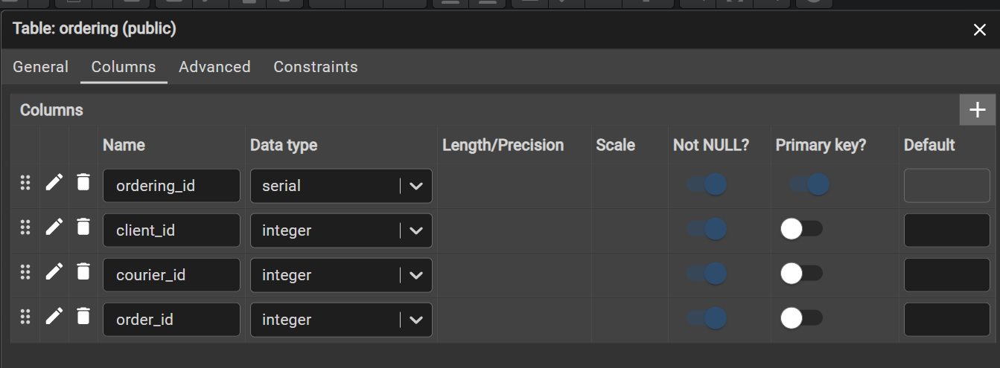 Table: ordering (public)
General Columns Advanced Constraints
Columns
Name Data type Length/Precision Scale Not NULL? Primary key? Default
ordering_id serial
client_id integer
courier_id integer
order_id integer